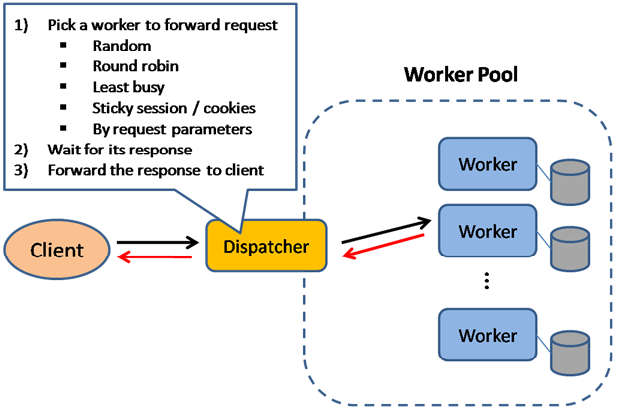 1) Pick a worker to forward request
▪ Random
▪ Round robin
▪ Least busy
▪ Sticky session / cookies
▪ By request parameters
2) Wait for its response
3) Forward the response to client
Worker Pool
Worker
Client
Dispatcher
Worker
Worker